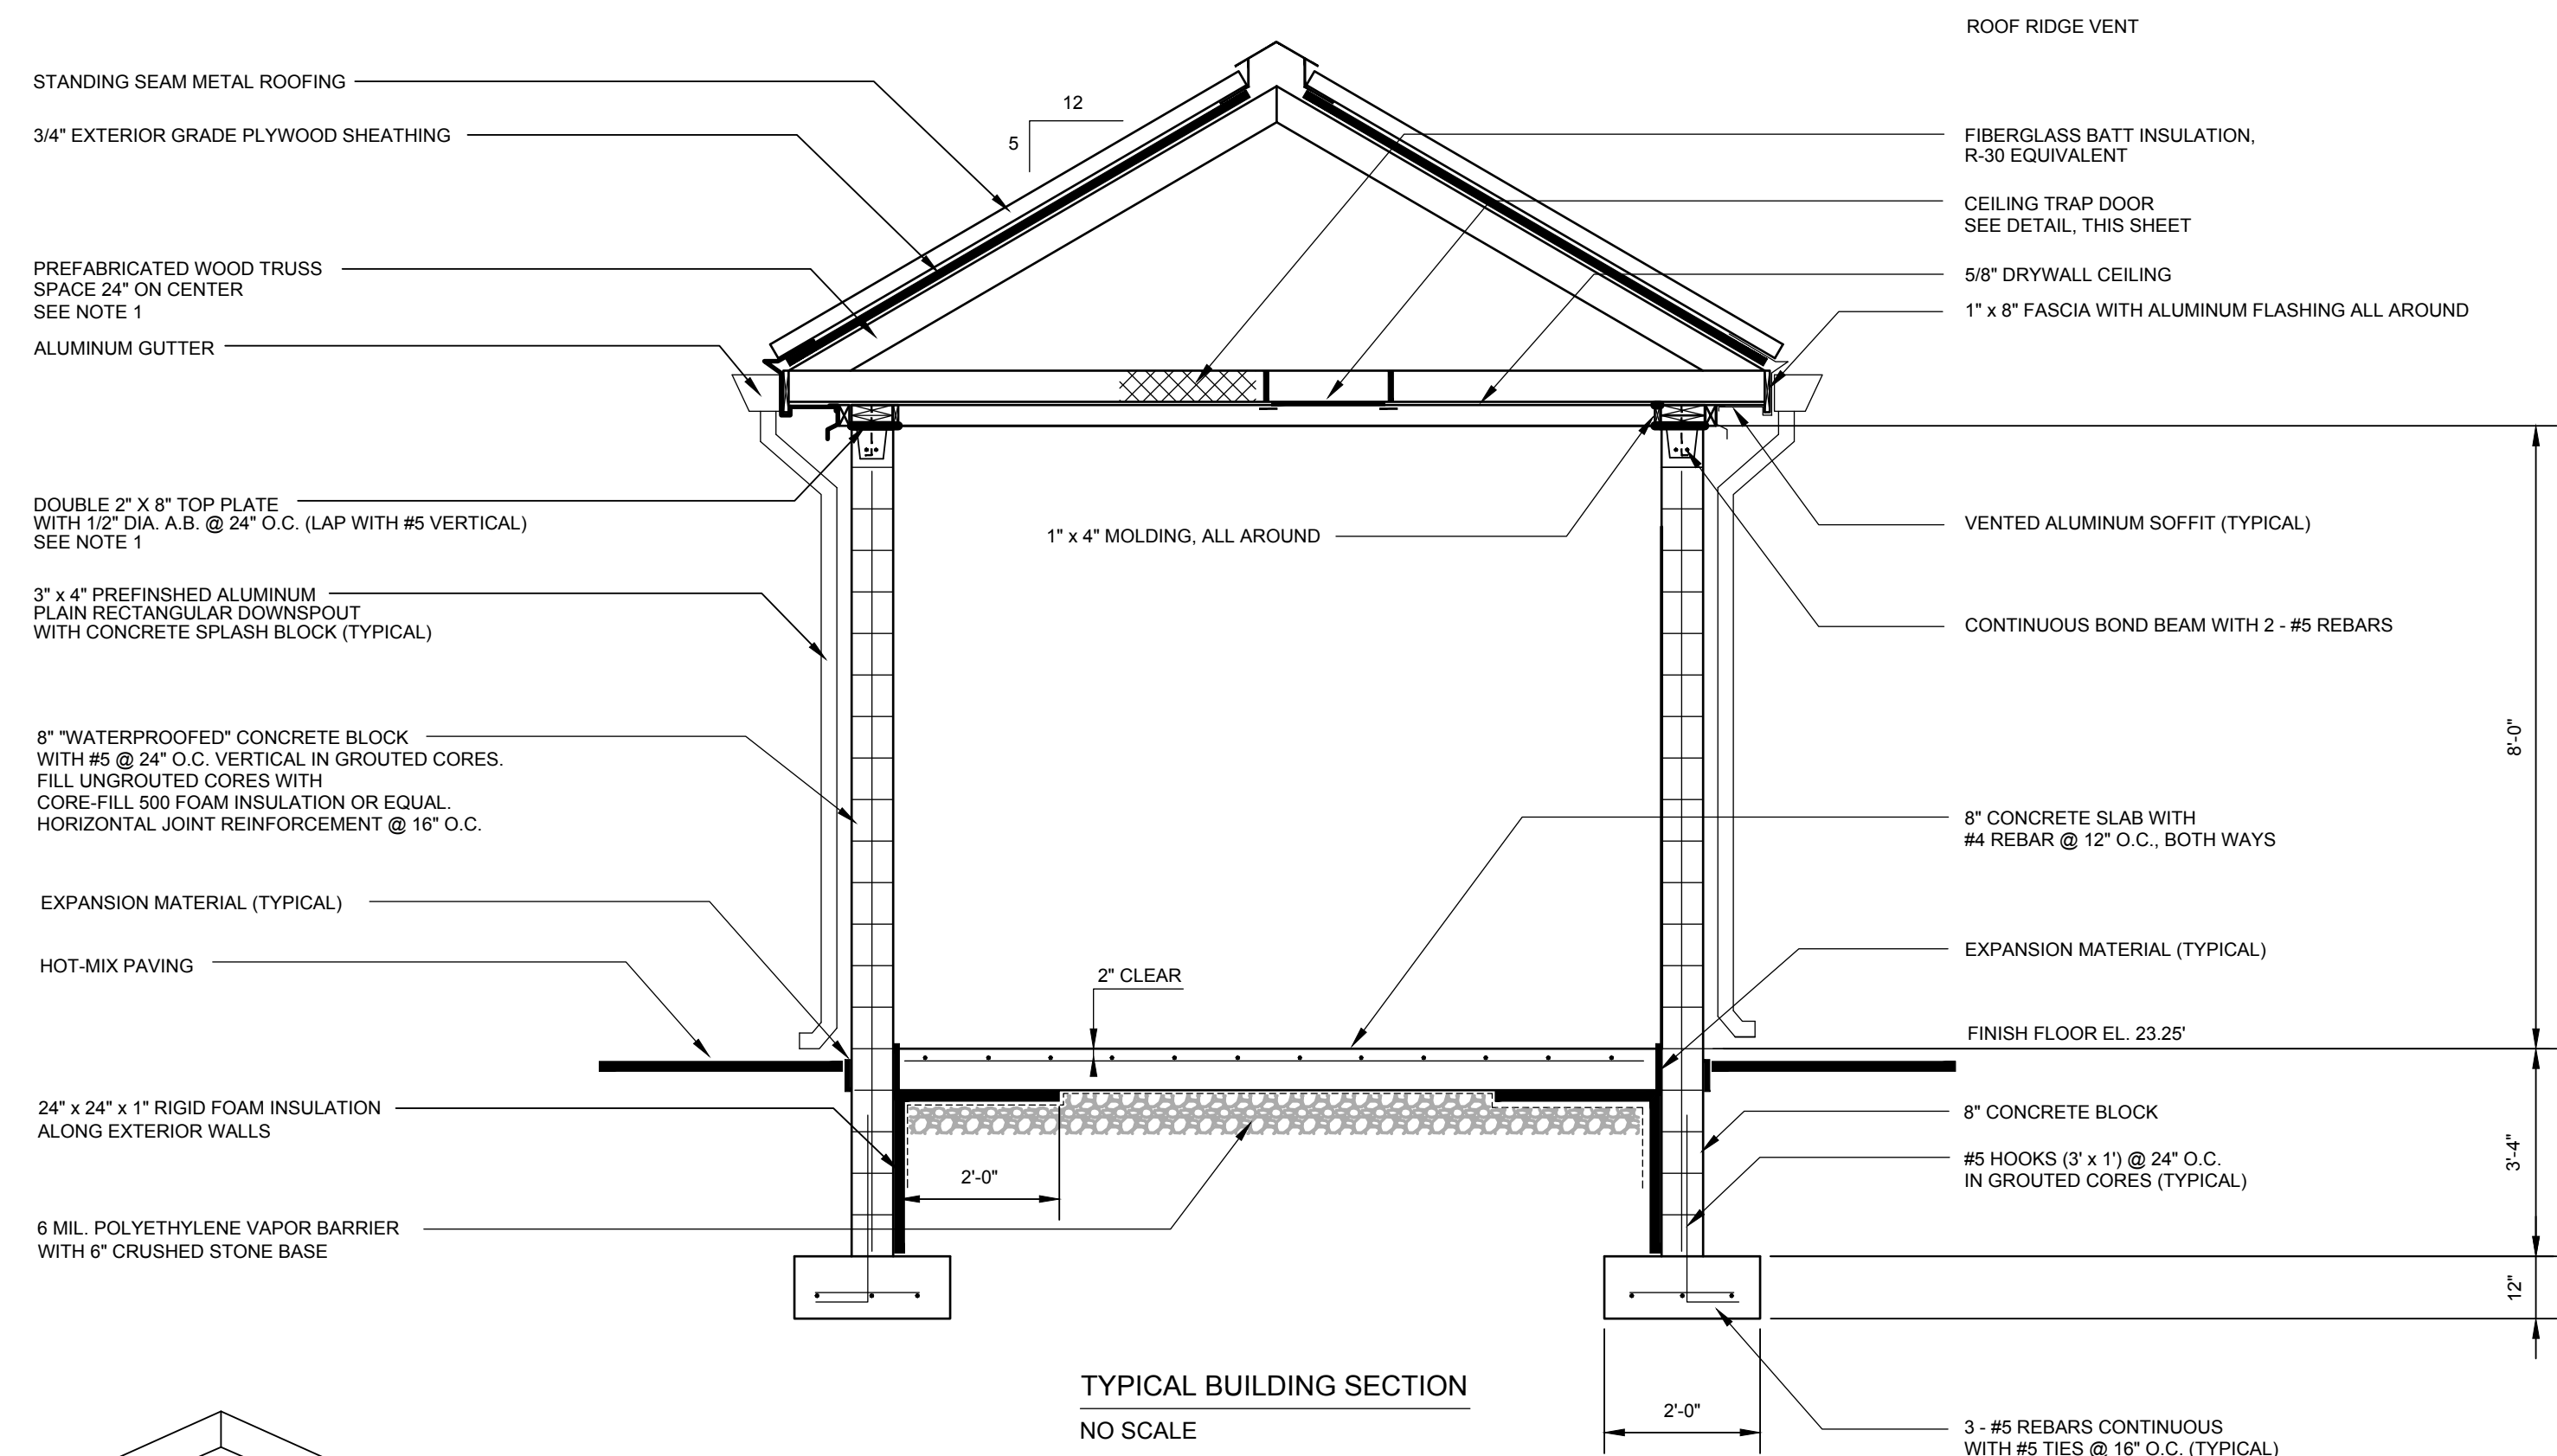 ROOF RIDGE VENT
STANDING SEAM METAL ROOFING
3/4" EXTERIOR GRADE PLYWOOD SHEATHING
PREFABRICATED WOOD TRUSS
SPACE 24" ON CENTER
SEE NOTE 1
ALUMINUM GUTTER
DOUBLE 2" X 8" TOP PLATE
WITH 1/2" DIA. A.B. @ 24" O.C. (LAP WITH #5 VERTICAL)
SEE NOTE 1
3" x 4" PREFINSHED ALUMINUM
PLAIN RECTANGULAR DOWNSPOUT
WITH CONCRETE SPLASH BLOCK (TYPICAL)
8" "WATERPROOFED" CONCRETE BLOCK
WITH #5 @ 24" O.C. VERTICAL IN GROUTED CORES.
FILL UNGROUTED CORES WITH
CORE-FILL 500 FOAM INSULATION OR EQUAL.
HORIZONTAL JOINT REINFORCEMENT @ 16" O.C.
EXPANSION MATERIAL (TYPICAL)
HOT-MIX PAVING
24" x 24" x 1" RIGID FOAM INSULATION
ALONG EXTERIOR WALLS
6 MIL. POLYETHYLENE VAPOR BARRIER
WITH 6" CRUSHED STONE BASE
12
5
1" x 4" MOLDING, ALL AROUND
2" CLEAR
2'-0"
FIBERGLASS BATT INSULATION,
R-30 EQUIVALENT
CEILING TRAP DOOR
SEE DETAIL, THIS SHEET
5/8" DRYWALL CEILING
1" x 8" FASCIA WITH ALUMINUM FLASHING ALL AROUND
VENTED ALUMINUM SOFFIT (TYPICAL)
CONTINUOUS BOND BEAM WITH 2 - #5 REBARS
8" CONCRETE SLAB WITH
#4 REBAR @ 12" O.C., BOTH WAYS
EXPANSION MATERIAL (TYPICAL)
FINISH FLOOR EL. 23.25'
8" CONCRETE BLOCK
#5 HOOKS (3' x 1') @ 24" O.C.
IN GROUTED CORES (TYPICAL)
8'-0"
3'-4"
12"
2'-0"
3 - #5 REBARS CONTINUOUS
WITH #5 TIES @ 16" O.C. (TYPICAL)
TYPICAL BUILDING SECTION
NO SCALE